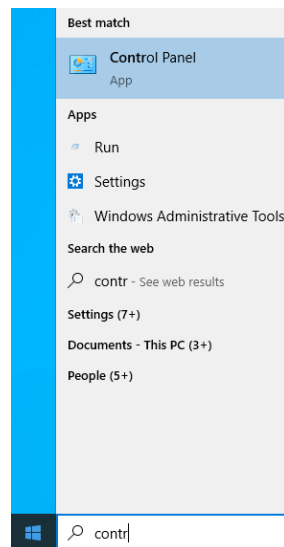 Best match
Control Panel
App
Apps
Run
Settings
Windows Administrative Tools
Search the web
contr - See web results
Settings (7+)
Documents - This PC (3+)
People (5+)
contr